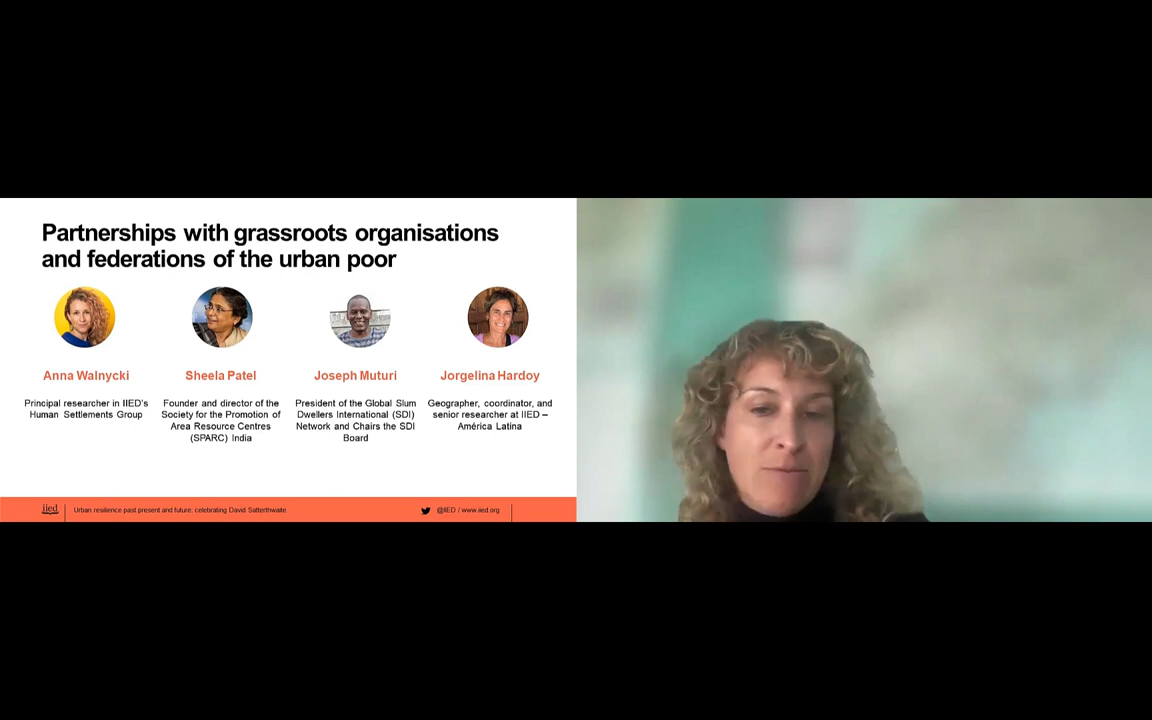 Partnerships with grassroots organisations
and federations of the urban poor
Anna Walnycki
Principal researcher in IIED's
Human Settlements Group
Sheela Patel
Founder and director of the
Society for the Promotion of
Area Resource Centres
(SPARC) India
Joseph Muturi
President of the Global Slum
Dwellers International (SDI)
Network and Chairs the SDI
Board
Jorgelina Hardoy
Geographer, coordinator, and
senior researcher at IIED –
América Latina
iied
Urban resilience past present and future: celebrating David Satterthwaite
@IIED / www.iied.org